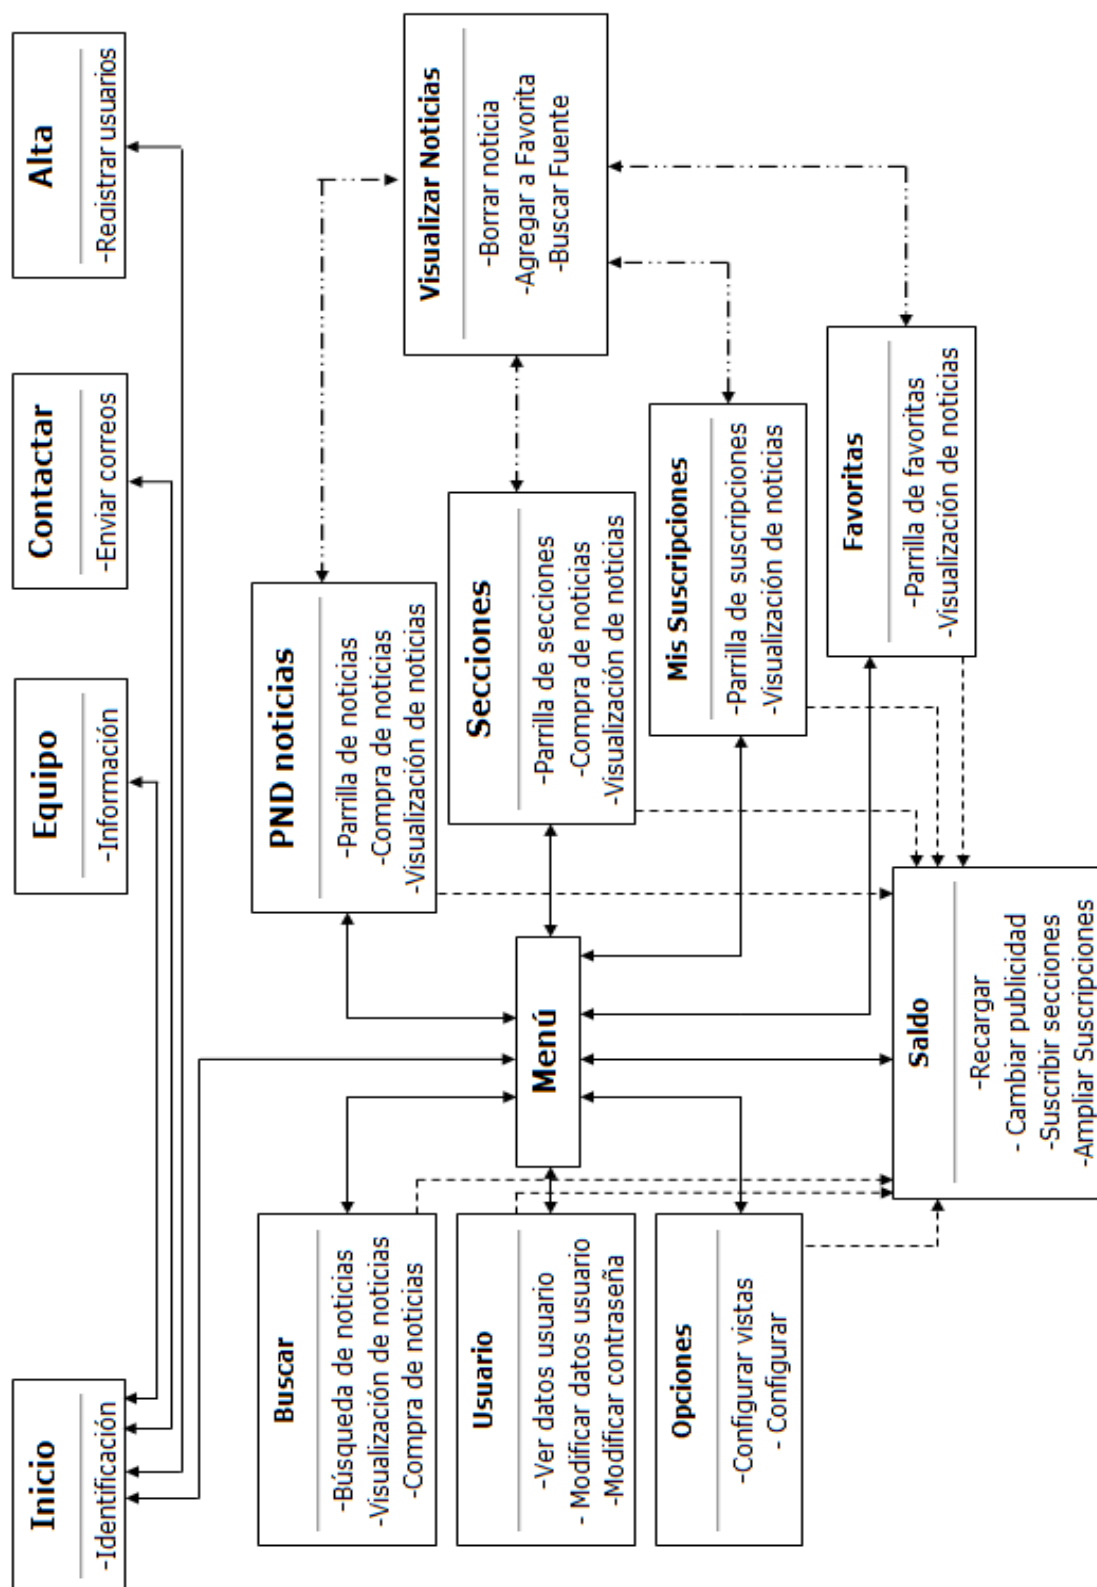 Inicio
-Identificación
Equipo
-Información
Contactar
-Enviar correos
Alta
-Registrar usuarios
Buscar
-Búsqueda de noticias
-Visualización de noticias
-Compra de noticias
PND noticias
-Parrilla de noticias
-Compra de noticias
-Visualización de noticias
Visualizar Noticias
-Borrar noticia
-Agregar a Favorita
-Buscar Fuente
Usuario
-Ver datos usuario
- Modificar datos usuario
-Modificar contraseña
Menú
Secciones
-Parrilla de secciones
-Compra de noticias
-Visualización de noticias
Opciones
-Configurar vistas
- Configurar
Mis Suscripciones
-Parrilla de suscripciones
-Visualización de noticias
Favoritas
-Parrilla de favoritas
-Visualización de noticias
Saldo
-Recargar
- Cambiar publicidad
-Suscribir secciones
-Ampliar Suscripciones